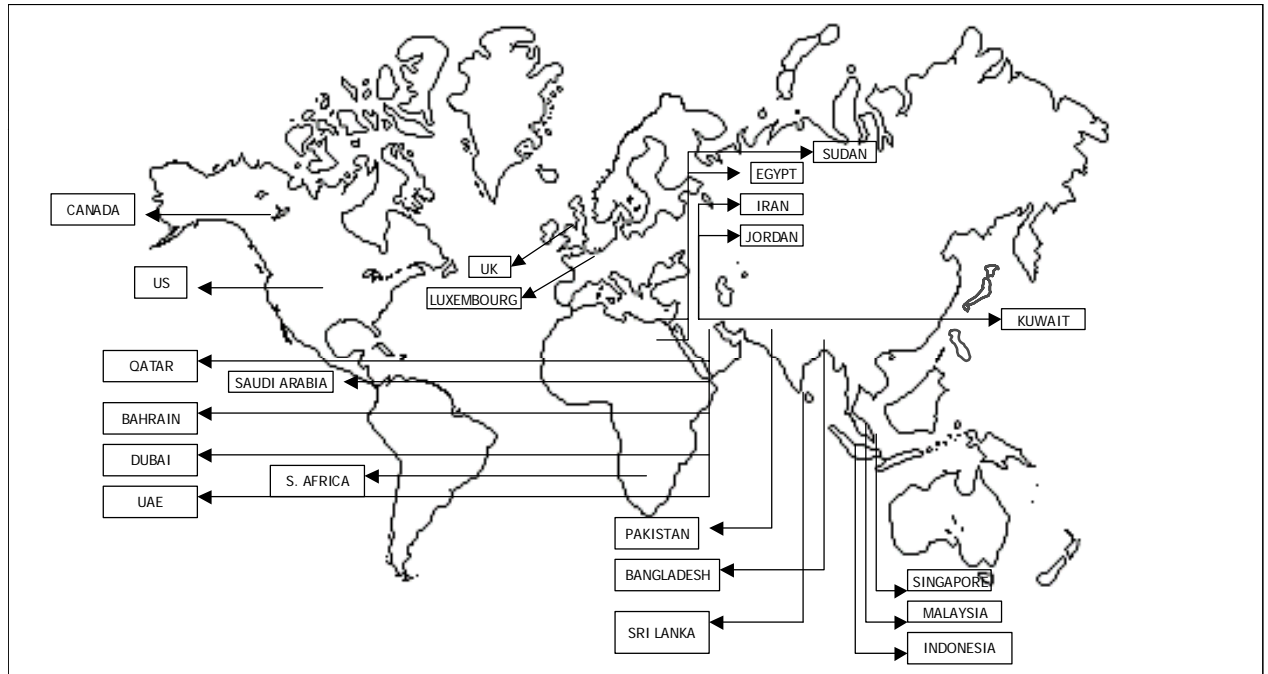 SUDAN
EGYPT
IRAN
CANADA
JORDAN
UK
US
LUXEMBOURG
KUWAIT
QATAR
SAUDI ARABIA
BAHRAIN
DUBAI
S. AFRICA
UAE
PAKISTAN
BANGLADESH
SINGAPORE
MALAYSIA
SRI LANKA
INDONESIA